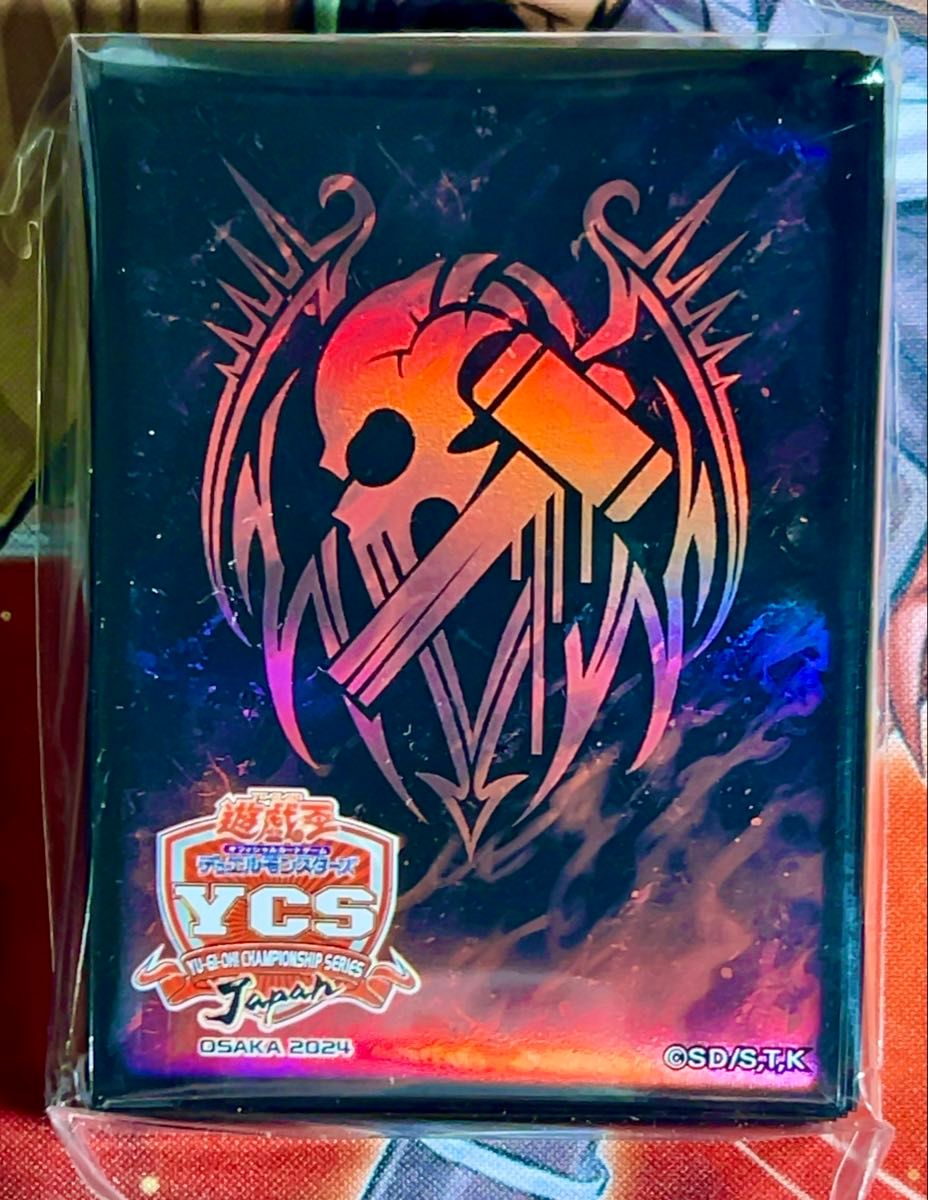 遊戯王
オフィシャルカードゲーム
デュエルモンスターズ
YCS
YU-GI-OH! CHAMPIONSHIP SERIES
Japan
OSAKA 2024
©SD/S,T,K